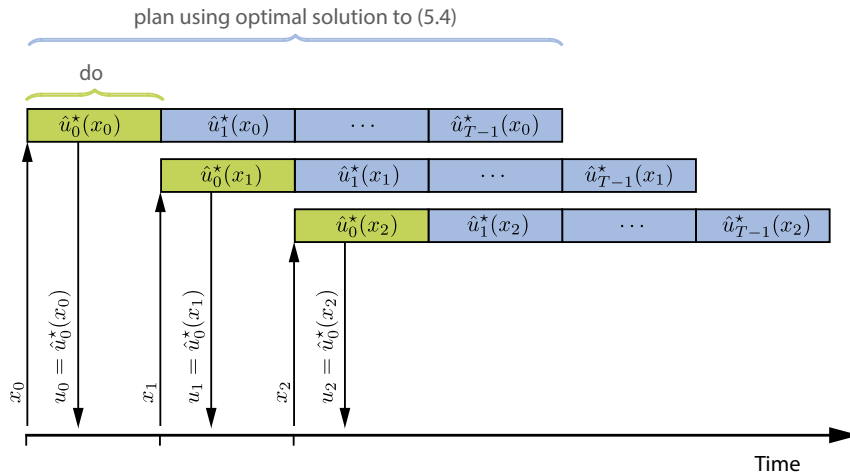 plan using optimal solution to (5.4)
do
û₀*(x₀) û₁*(x₀) ⋯ û*_{T−1}(x₀)
û₀*(x₁) û₁*(x₁) ⋯ û*_{T−1}(x₁)
û₀*(x₂) û₁*(x₂) ⋯ û*_{T−1}(x₂)
x₀
u₀ = û₀*(x₀)
x₁
u₁ = û₀*(x₁)
x₂
u₂ = û₀*(x₂)
Time